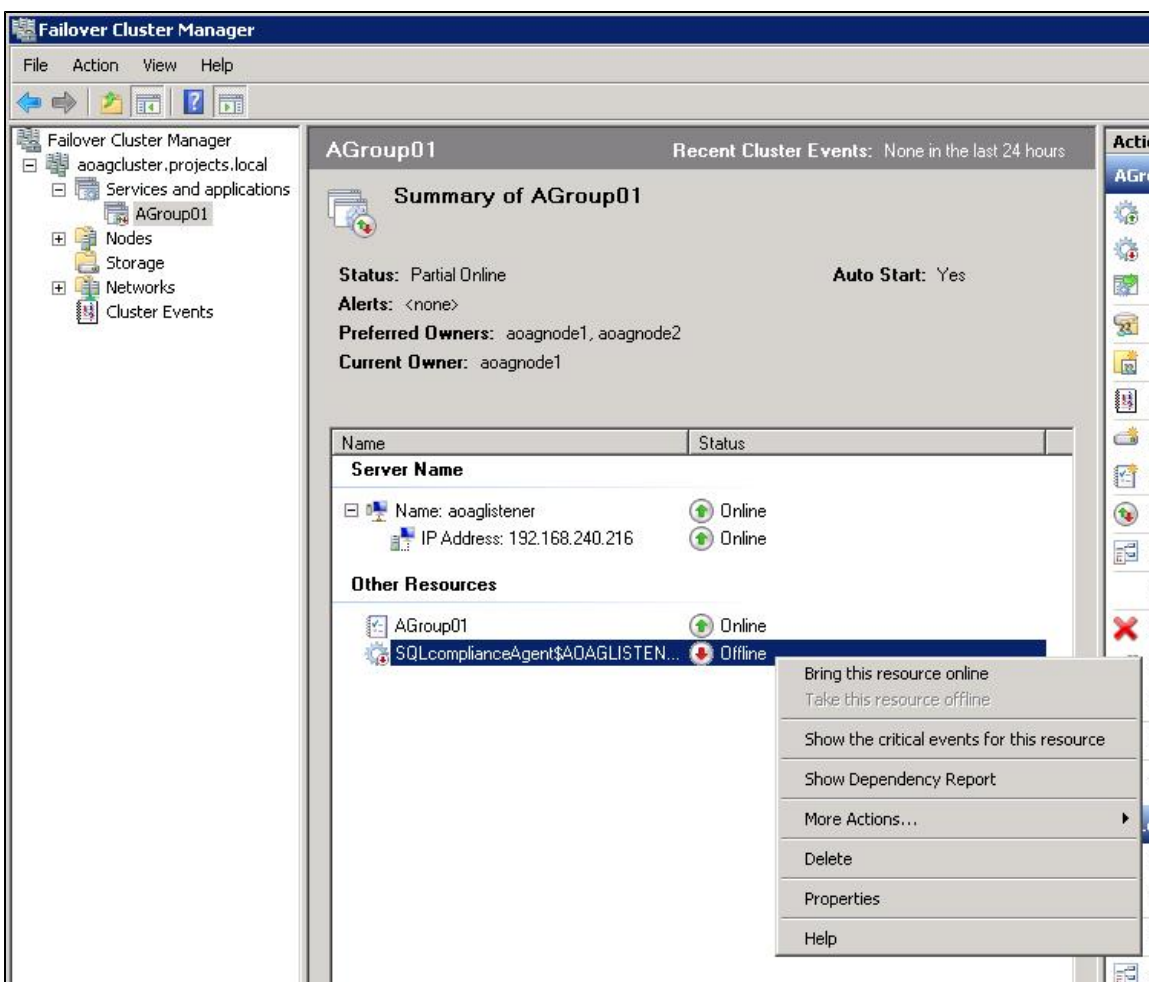 Failover Cluster Manager
File Action View Help
Failover Cluster Manager
aoagcluster.projects.local
Services and applications
AGroup01
Nodes
Storage
Networks
Cluster Events
AGroup01 Recent Cluster Events: None in the last 24 hours
Summary of AGroup01
Status: Partial Online Auto Start: Yes
Alerts: <none>
Preferred Owners: aoagnode1, aoagnode2
Current Owner: aoagnode1
Name Status
Server Name
Name: aoaglistener Online
IP Address: 192.168.240.216 Online
Other Resources
AGroup01 Online
SQLcomplianceAgent$AOAGLISTEN... Offline
Bring this resource online
Take this resource offline
Show the critical events for this resource
Show Dependency Report
More Actions...
Delete
Properties
Help
Acti
AGr